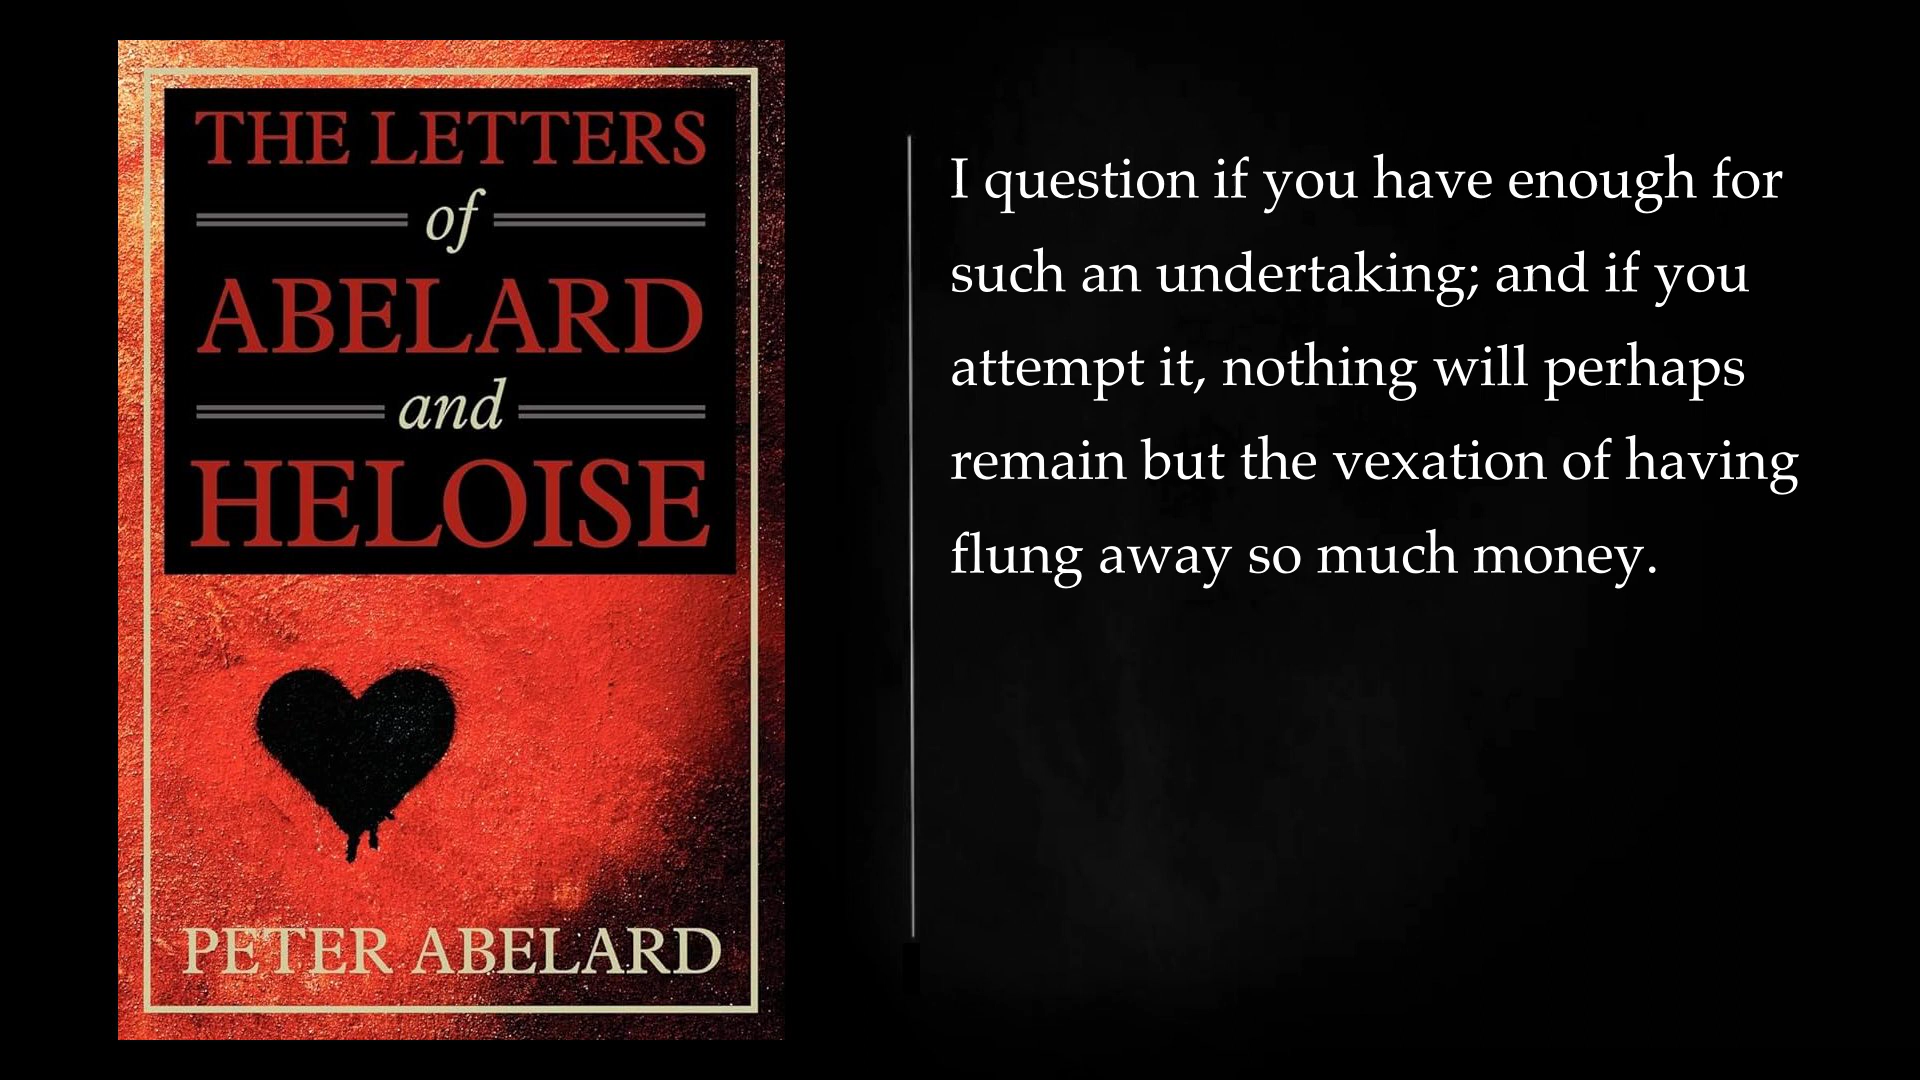 THE LETTERS
of
ABELARD
and
HELOISE
PETER ABELARD
I question if you have enough for
such an undertaking; and if you
attempt it, nothing will perhaps
remain but the vexation of having
flung away so much money.